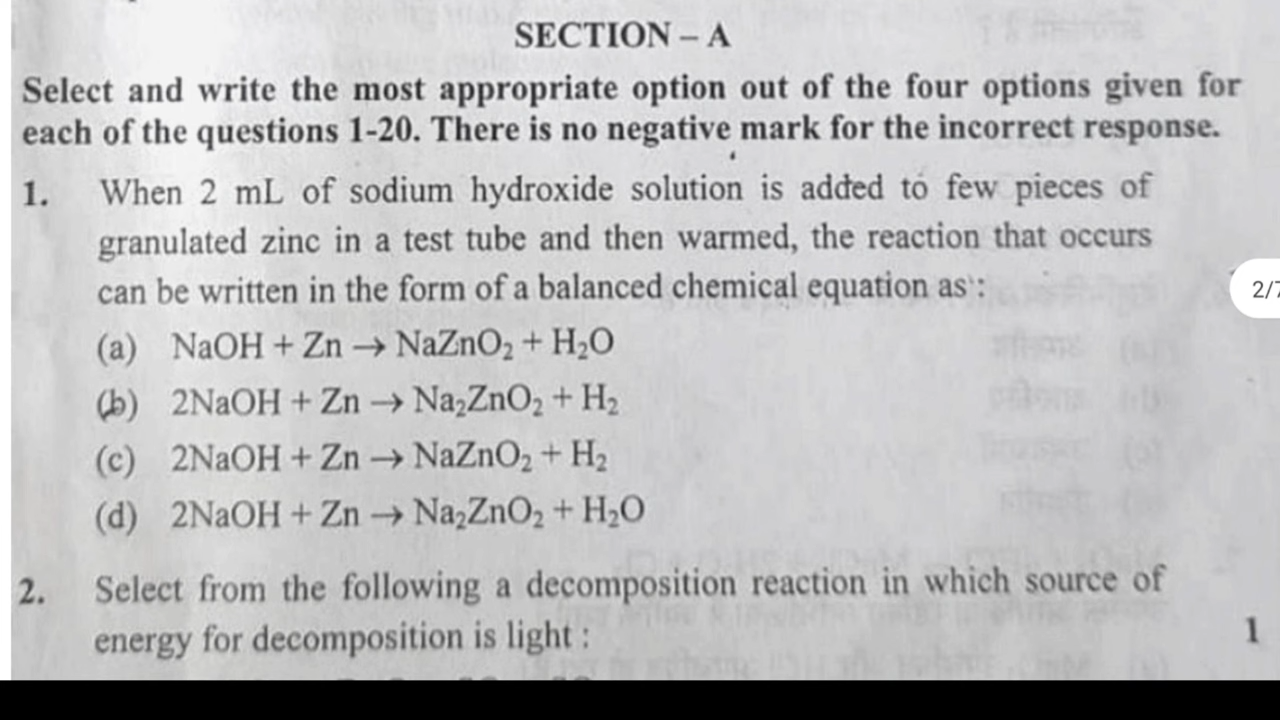 SECTION – A
Select and write the most appropriate option out of the four options given for
each of the questions 1-20. There is no negative mark for the incorrect response.
1. When 2 mL of sodium hydroxide solution is added to few pieces of
granulated zinc in a test tube and then warmed, the reaction that occurs
can be written in the form of a balanced chemical equation as :
2/7
(a) NaOH + Zn → NaZnO₂ + H₂O
(b) 2NaOH + Zn → Na₂ZnO₂ + H₂
(c) 2NaOH + Zn → NaZnO₂ + H₂
(d) 2NaOH + Zn → Na₂ZnO₂ + H₂O
2. Select from the following a decomposition reaction in which source of
energy for decomposition is light :
1